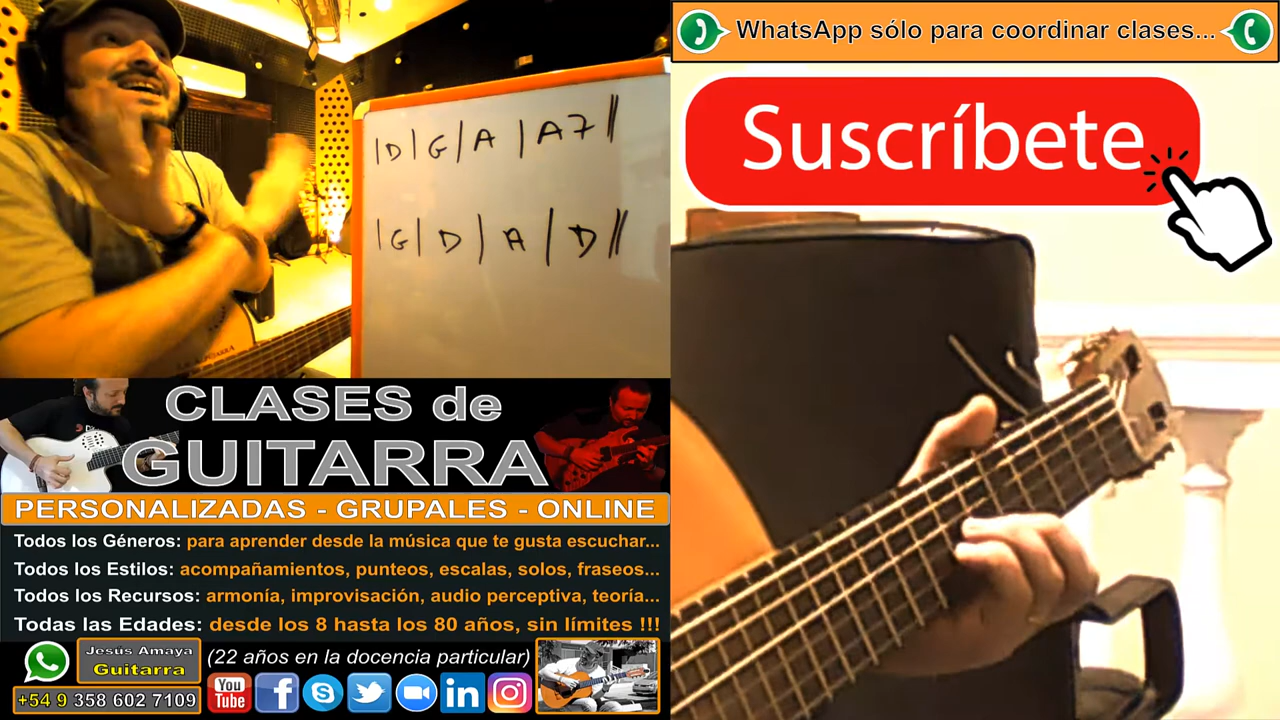 WhatsApp sólo para coordinar clases...
Suscríbete
|D|G|A|A7||
|G|D|A|D||
CLASES de
GUITARRA
PERSONALIZADAS - GRUPALES - ONLINE
Todos los Géneros: para aprender desde la música que te gusta escuchar...
Todos los Estilos: acompañamientos, punteos, escalas, solos, fraseos...
Todos los Recursos: armonía, improvisación, audio perceptiva, teoría...
Todas las Edades: desde los 8 hasta los 80 años, sin límites !!!
Jesús Amaya
Guitarra
(22 años en la docencia particular)
+54 9 358 602 7109
You
Tube